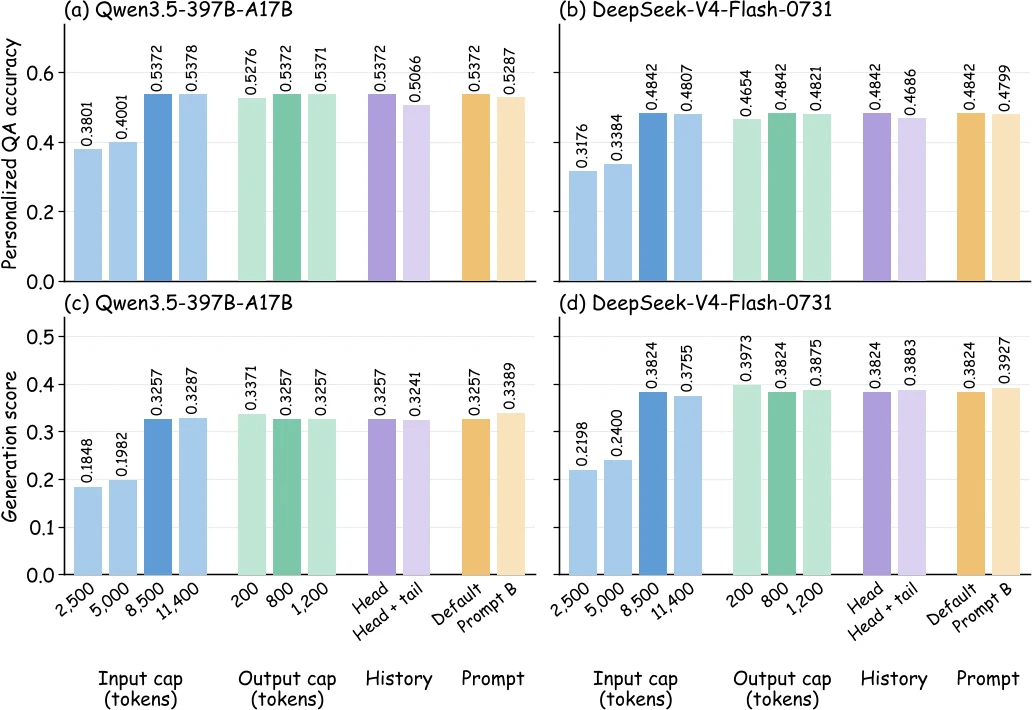 (a) Qwen3.5-397B-A17B
Personalized QA accuracy
0.6
0.4
0.2
0.0
0.3801
0.4001
0.5372
0.5378
0.5276
0.5372
0.5371
0.5372
0.5066
0.5372
0.5287
(b) DeepSeek-V4-Flash-0731
0.3176
0.3384
0.4842
0.4807
0.4654
0.4842
0.4821
0.4842
0.4686
0.4842
0.4799
(c) Qwen3.5-397B-A17B
Generation score
0.5
0.4
0.3
0.2
0.1
0.0
0.1848
0.1982
0.3257
0.3287
0.3371
0.3257
0.3257
0.3257
0.3241
0.3257
0.3389
2,500
5,000
8,500
11,400
200
800
1,200
Head
Head + tail
Default
Prompt B
Input cap
(tokens)
Output cap
(tokens)
History
Prompt
(d) DeepSeek-V4-Flash-0731
0.2198
0.2400
0.3824
0.3755
0.3973
0.3824
0.3875
0.3824
0.3883
0.3824
0.3927
2,500
5,000
8,500
11,400
200
800
1,200
Head
Head + tail
Default
Prompt B
Input cap
(tokens)
Output cap
(tokens)
History
Prompt